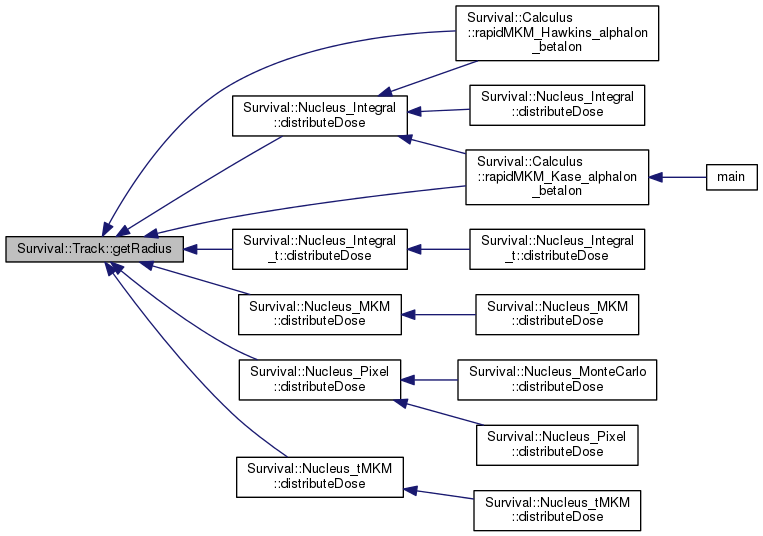 Survival::Calculus
::rapidMKM_Hawkins_alphaIon
_betaIon
Survival::Nucleus_Integral
::distributeDose
Survival::Nucleus_Integral
::distributeDose
Survival::Calculus
::rapidMKM_Kase_alphaIon
_betaIon
main
Survival::Track::getRadius
Survival::Nucleus_Integral
_t::distributeDose
Survival::Nucleus_Integral
_t::distributeDose
Survival::Nucleus_MKM
::distributeDose
Survival::Nucleus_MKM
::distributeDose
Survival::Nucleus_Pixel
::distributeDose
Survival::Nucleus_MonteCarlo
::distributeDose
Survival::Nucleus_Pixel
::distributeDose
Survival::Nucleus_tMKM
::distributeDose
Survival::Nucleus_tMKM
::distributeDose